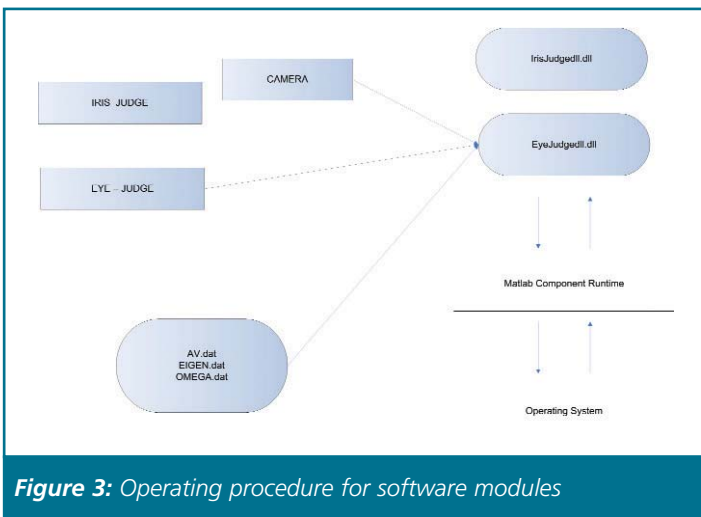 IrisJudgedll.dll
CAMERA
IRIS JUDGE
EyeJudgedll.dll
EYE – JUDGE
Matlab Component Runtime
AV.dat
EIGEN.dat
OMEGA.dat
Operating System
Figure 3: Operating procedure for software modules